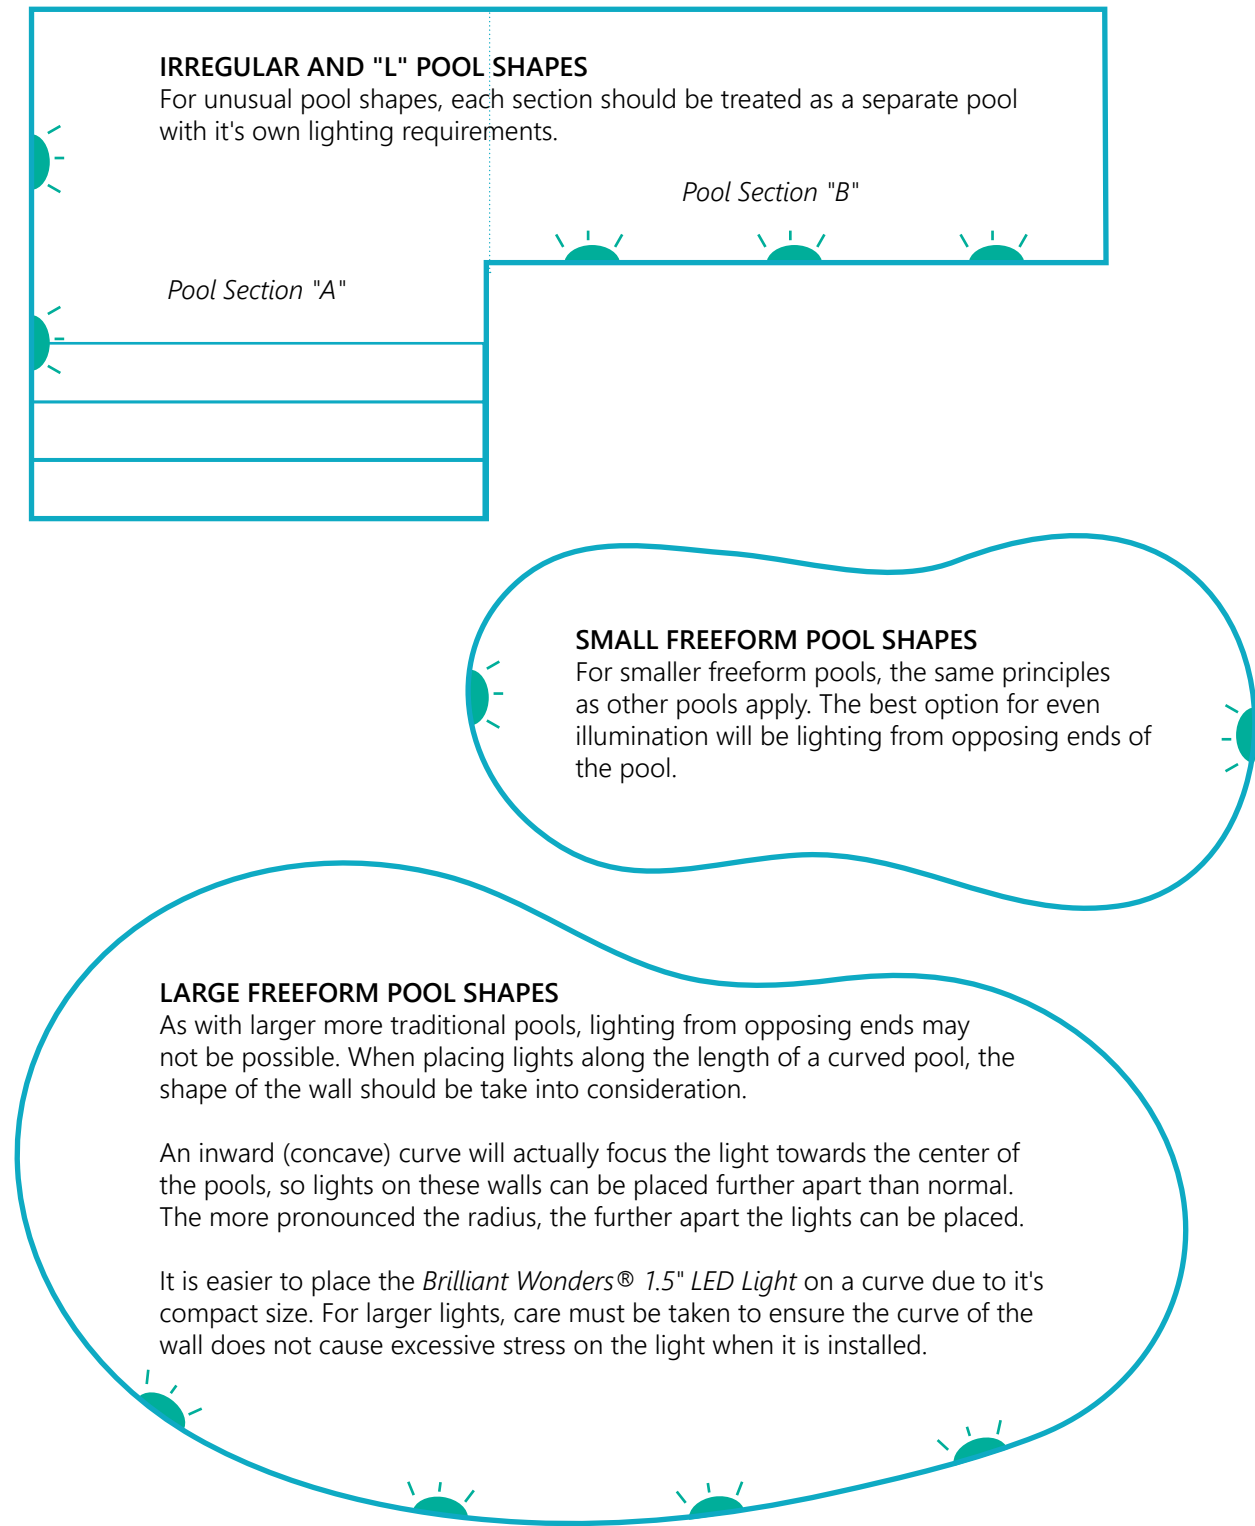 IRREGULAR AND "L" POOL SHAPES
For unusual pool shapes, each section should be treated as a separate pool
with it's own lighting requirements.
Pool Section "B"
Pool Section "A"
SMALL FREEFORM POOL SHAPES
For smaller freeform pools, the same principles
as other pools apply. The best option for even
illumination will be lighting from opposing ends of
the pool.
LARGE FREEFORM POOL SHAPES
As with larger more traditional pools, lighting from opposing ends may
not be possible. When placing lights along the length of a curved pool, the
shape of the wall should be take into consideration.
An inward (concave) curve will actually focus the light towards the center of
the pools, so lights on these walls can be placed further apart than normal.
The more pronounced the radius, the further apart the lights can be placed.
It is easier to place the Brilliant Wonders® 1.5" LED Light on a curve due to it's
compact size. For larger lights, care must be taken to ensure the curve of the
wall does not cause excessive stress on the light when it is installed.